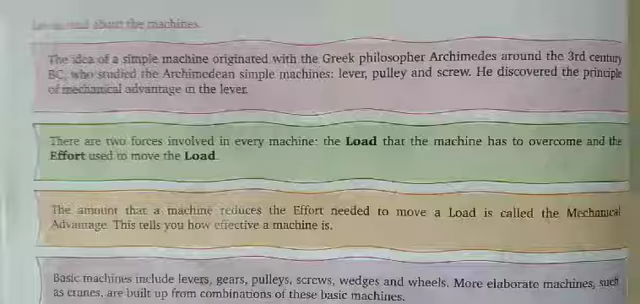 about the machines.
The idea of a simple machine originated with the Greek philosopher Archimedes around the 3rd century
BC, who studied the Archimedean simple machines: lever, pulley and screw. He discovered the principle
of mechanical advantage in the lever.
There are two forces involved in every machine: the Load that the machine has to overcome and the
Effort used to move the Load.
The amount that a machine reduces the Effort needed to move a Load is called the Mechanical
Advantage. This tells you how effective a machine is.
Basic machines include levers, gears, pulleys, screws, wedges and wheels. More elaborate machines, such
as cranes, are built up from combinations of these basic machines.